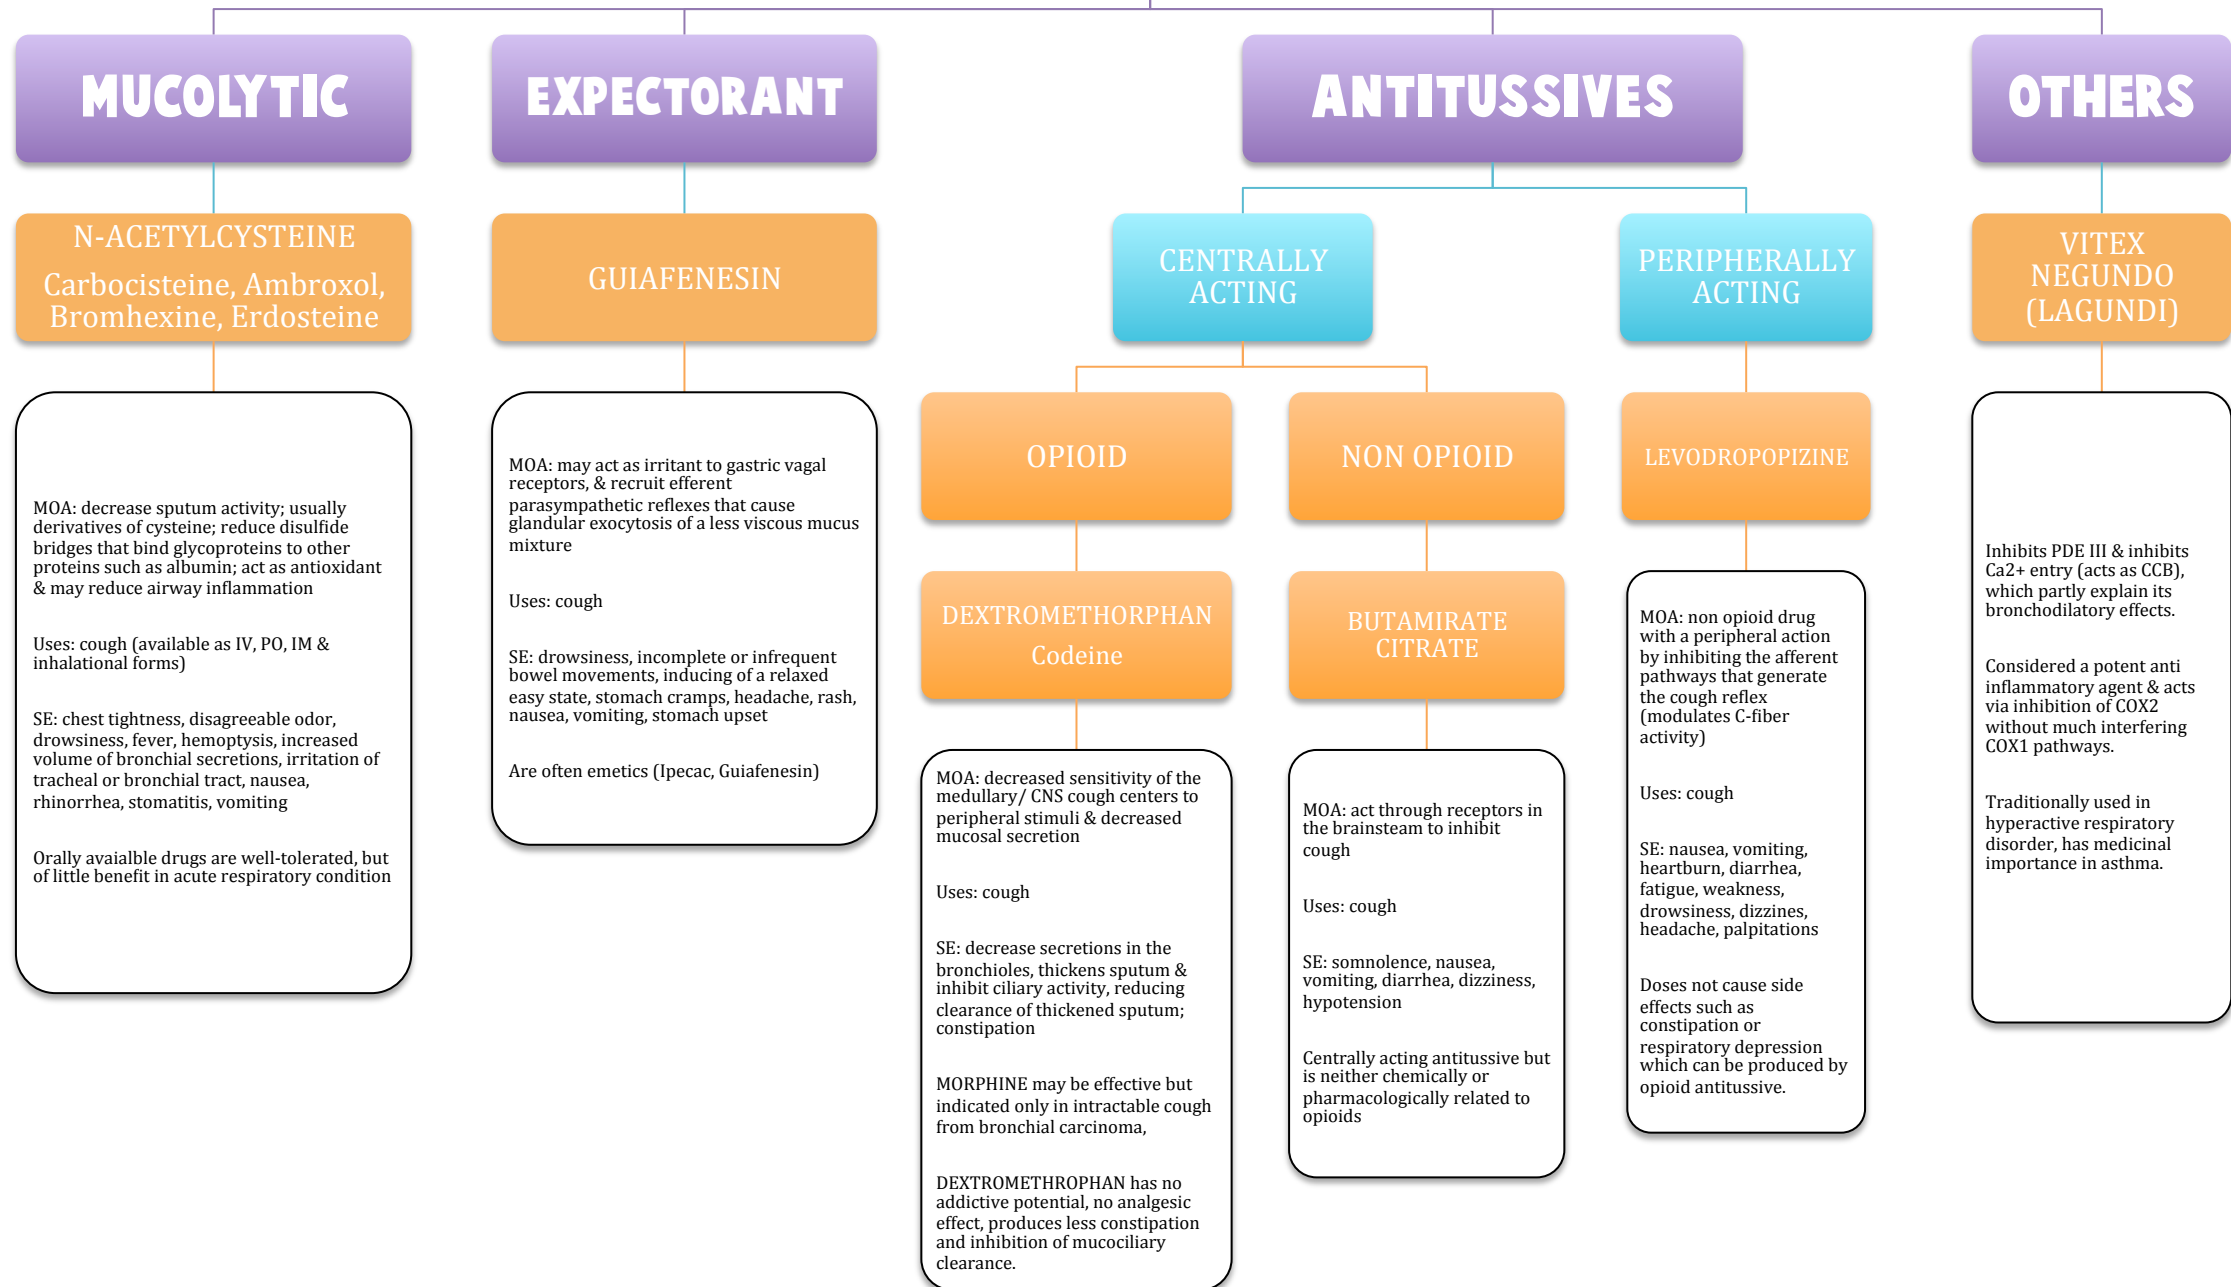 MUCOLYTIC
EXPECTORANT
ANTITUSSIVES
OTHERS
N-ACETYLCYSTEINE
Carbocisteine, Ambroxol,
Bromhexine, Erdosteine
GUIAFENESIN
CENTRALLY
ACTING
PERIPHERALLY
ACTING
VITEX
NEGUNDO
(LAGUNDI)
MOA: decrease sputum activity; usually
derivatives of cysteine; reduce disulfide
bridges that bind glycoproteins to other
proteins such as albumin; act as antioxidant
& may reduce airway inflammation
Uses: cough (available as IV, PO, IM &
inhalational forms)
SE: chest tightness, disagreeable odor,
drowsiness, fever, hemoptysis, increased
volume of bronchial secretions, irritation of
tracheal or bronchial tract, nausea,
rhinorrhea, stomatitis, vomiting
Orally avaialble drugs are well-tolerated, but
of little benefit in acute respiratory condition
MOA: may act as irritant to gastric vagal
receptors, & recruit efferent
parasympathetic reflexes that cause
glandular exocytosis of a less viscous mucus
mixture
Uses: cough
SE: drowsiness, incomplete or infrequent
bowel movements, inducing of a relaxed
easy state, stomach cramps, headache, rash,
nausea, vomiting, stomach upset
Are often emetics (Ipecac, Guiafenesin)
OPIOID
NON OPIOID
LEVODROPOPIZINE
DEXTROMETHORPHAN
Codeine
BUTAMIRATE
CITRATE
MOA: decreased sensitivity of the
medullary/ CNS cough centers to
peripheral stimuli & decreased
mucosal secretion
Uses: cough
SE: decrease secretions in the
bronchioles, thickens sputum &
inhibit ciliary activity, reducing
clearance of thickened sputum;
constipation
MORPHINE may be effective but
indicated only in intractable cough
from bronchial carcinoma,
DEXTROMETHROPHAN has no
addictive potential, no analgesic
effect, produces less constipation
and inhibition of mucociliary
clearance.
MOA: act through receptors in
the brainsteam to inhibit
cough
Uses: cough
SE: somnolence, nausea,
vomiting, diarrhea, dizziness,
hypotension
Centrally acting antitussive but
is neither chemically or
pharmacologically related to
opioids
MOA: non opioid drug
with a peripheral action
by inhibiting the afferent
pathways that generate
the cough reflex
(modulates C-fiber
activity)
Uses: cough
SE: nausea, vomiting,
heartburn, diarrhea,
fatigue, weakness,
drowsiness, dizzines,
headache, palpitations
Doses not cause side
effects such as
constipation or
respiratory depression
which can be produced by
opioid antitussive.
Inhibits PDE III & inhibits
Ca2+ entry (acts as CCB),
which partly explain its
bronchodilatory effects.
Considered a potent anti
inflammatory agent & acts
via inhibition of COX2
without much interfering
COX1 pathways.
Traditionally used in
hyperactive respiratory
disorder, has medicinal
importance in asthma.